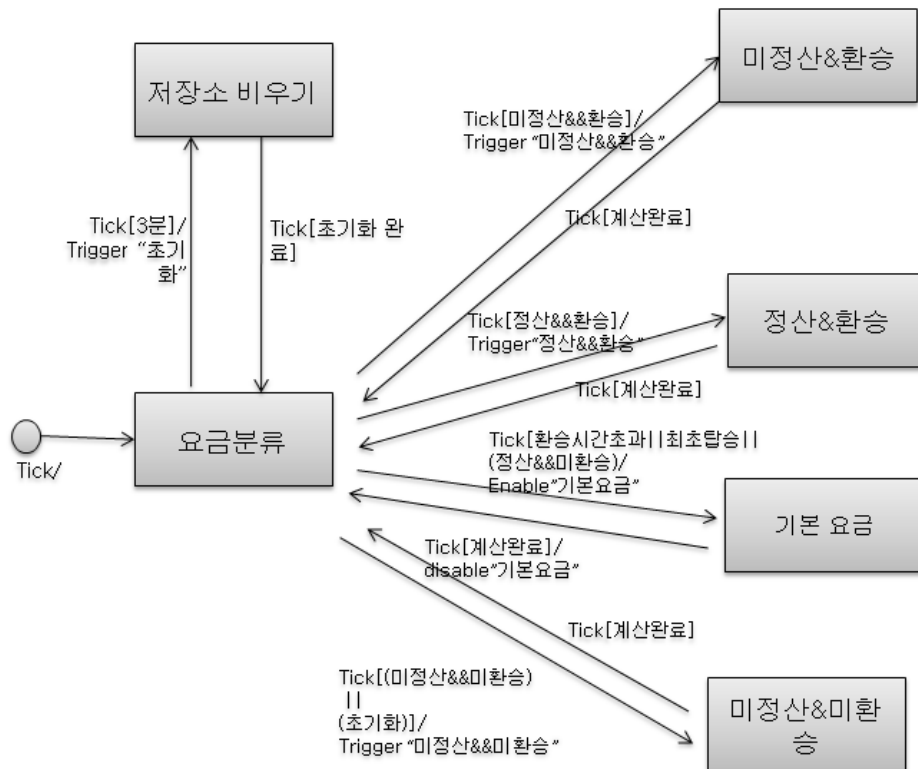 저장소 비우기
미정산&환승
Tick[미정산&&환승]/
Trigger “미정산&&환승”
Tick[계산완료]
Tick[3분]/
Trigger “초기
화”
Tick[초기화 완
료]
Tick[정산&&환승]/
Trigger“정산&&환승”
정산&환승
Tick[계산완료]
요금분류
Tick/
Tick[환승시간초과||최초탑승||
(정산&&미환승)/
Enable“기본요금”
기본 요금
Tick[계산완료]/
disable“기본요금”
Tick[계산완료]
Tick[(미정산&&미환승)
||
(초기화)]/
Trigger “미정산&&미환승”
미정산&미환
승